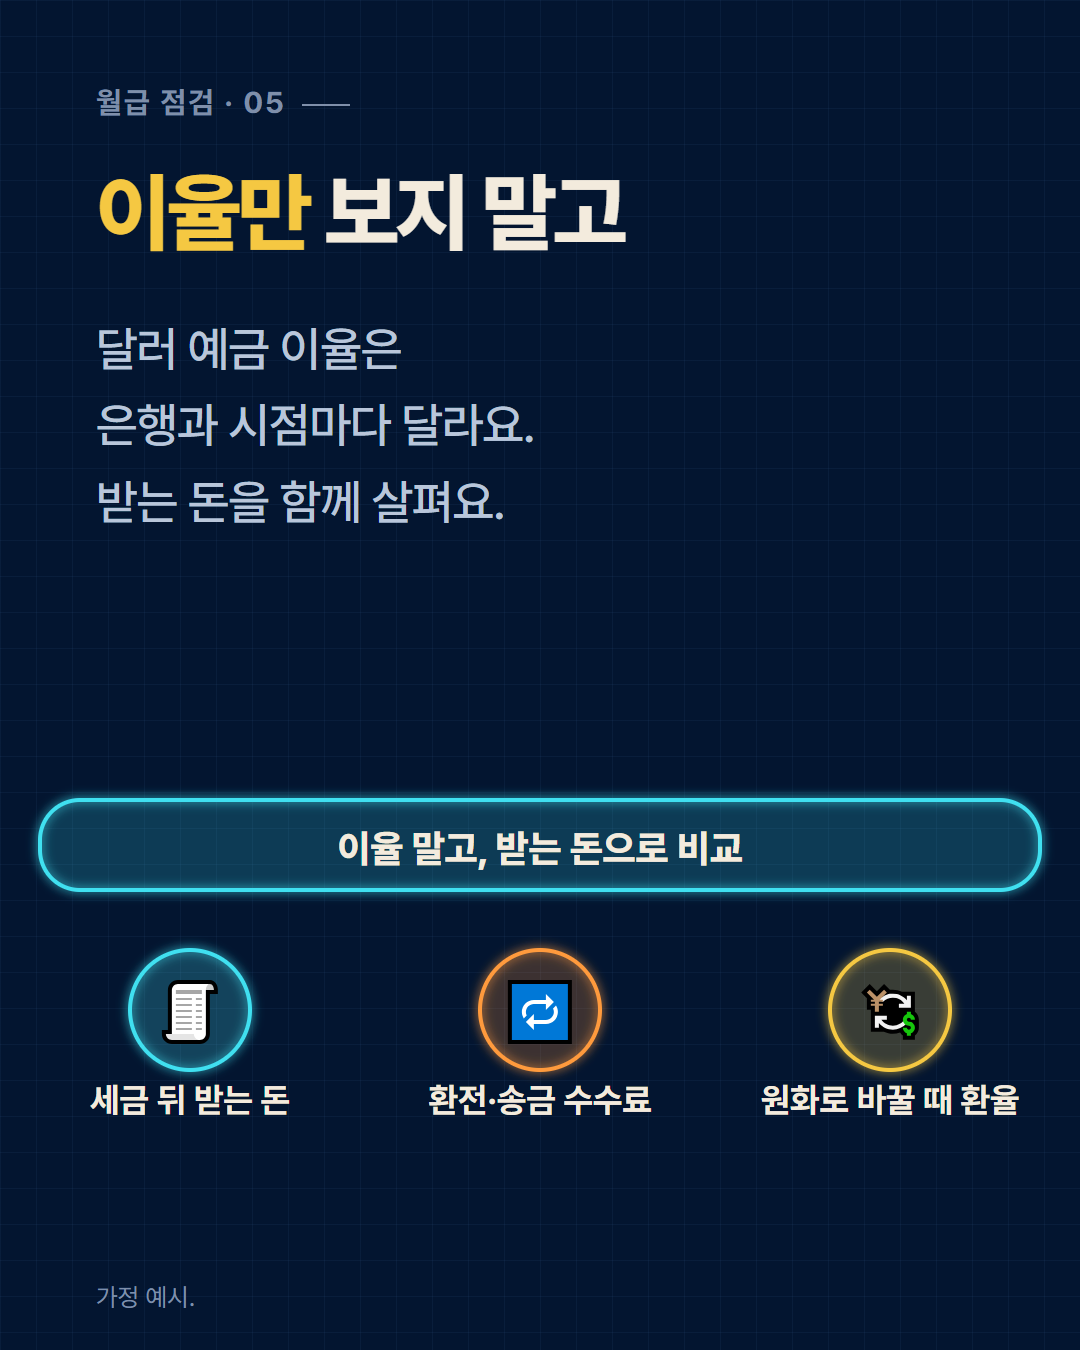 월급 점검 · 05
이율만 보지 말고
달러 예금 이율은
은행과 시점마다 달라요.
받는 돈을 함께 살펴요.
이율 말고, 받는 돈으로 비교
¥ $
세금 뒤 받는 돈
환전·송금 수수료
원화로 바꿀 때 환율
가정 예시.